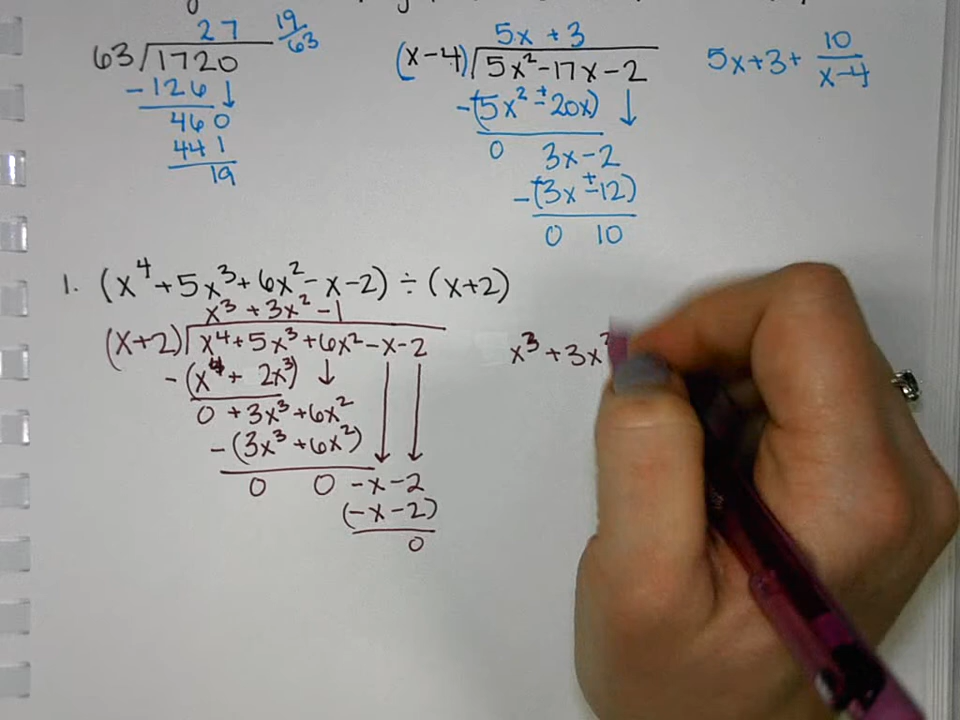 27 19/63
63 √1720
-126
460
441
19
5x + 3
(x-4) √5x² -17x -2
5x+3+ 10/(x-4)
-(5x² -20x)
0 3x-2
-(3x -12)
0 10
1. (x⁴ +5x³ +6x² -x -2) ÷ (x+2)
x³ +3x² -1
(x+2) √x⁴ +5x³ +6x² -x -2
-(x⁴ + 2x³)
0 +3x³ +6x²
-(3x³ +6x²)
0 0 -x-2
(-x-2)
0
x³ +3x²